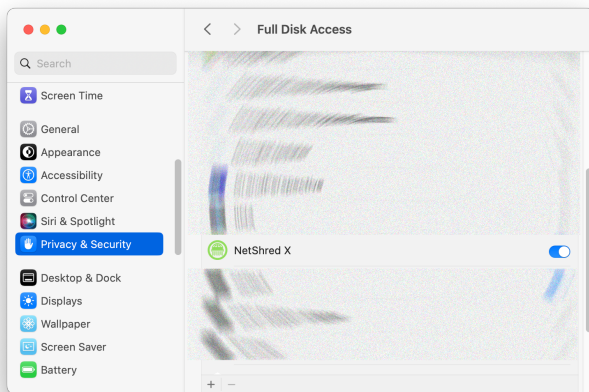 Full Disk Access
Search
Screen Time
General
Appearance
Accessibility
Control Center
Siri & Spotlight
Privacy & Security
Desktop & Dock
Displays
Wallpaper
Screen Saver
Battery
NetShred X